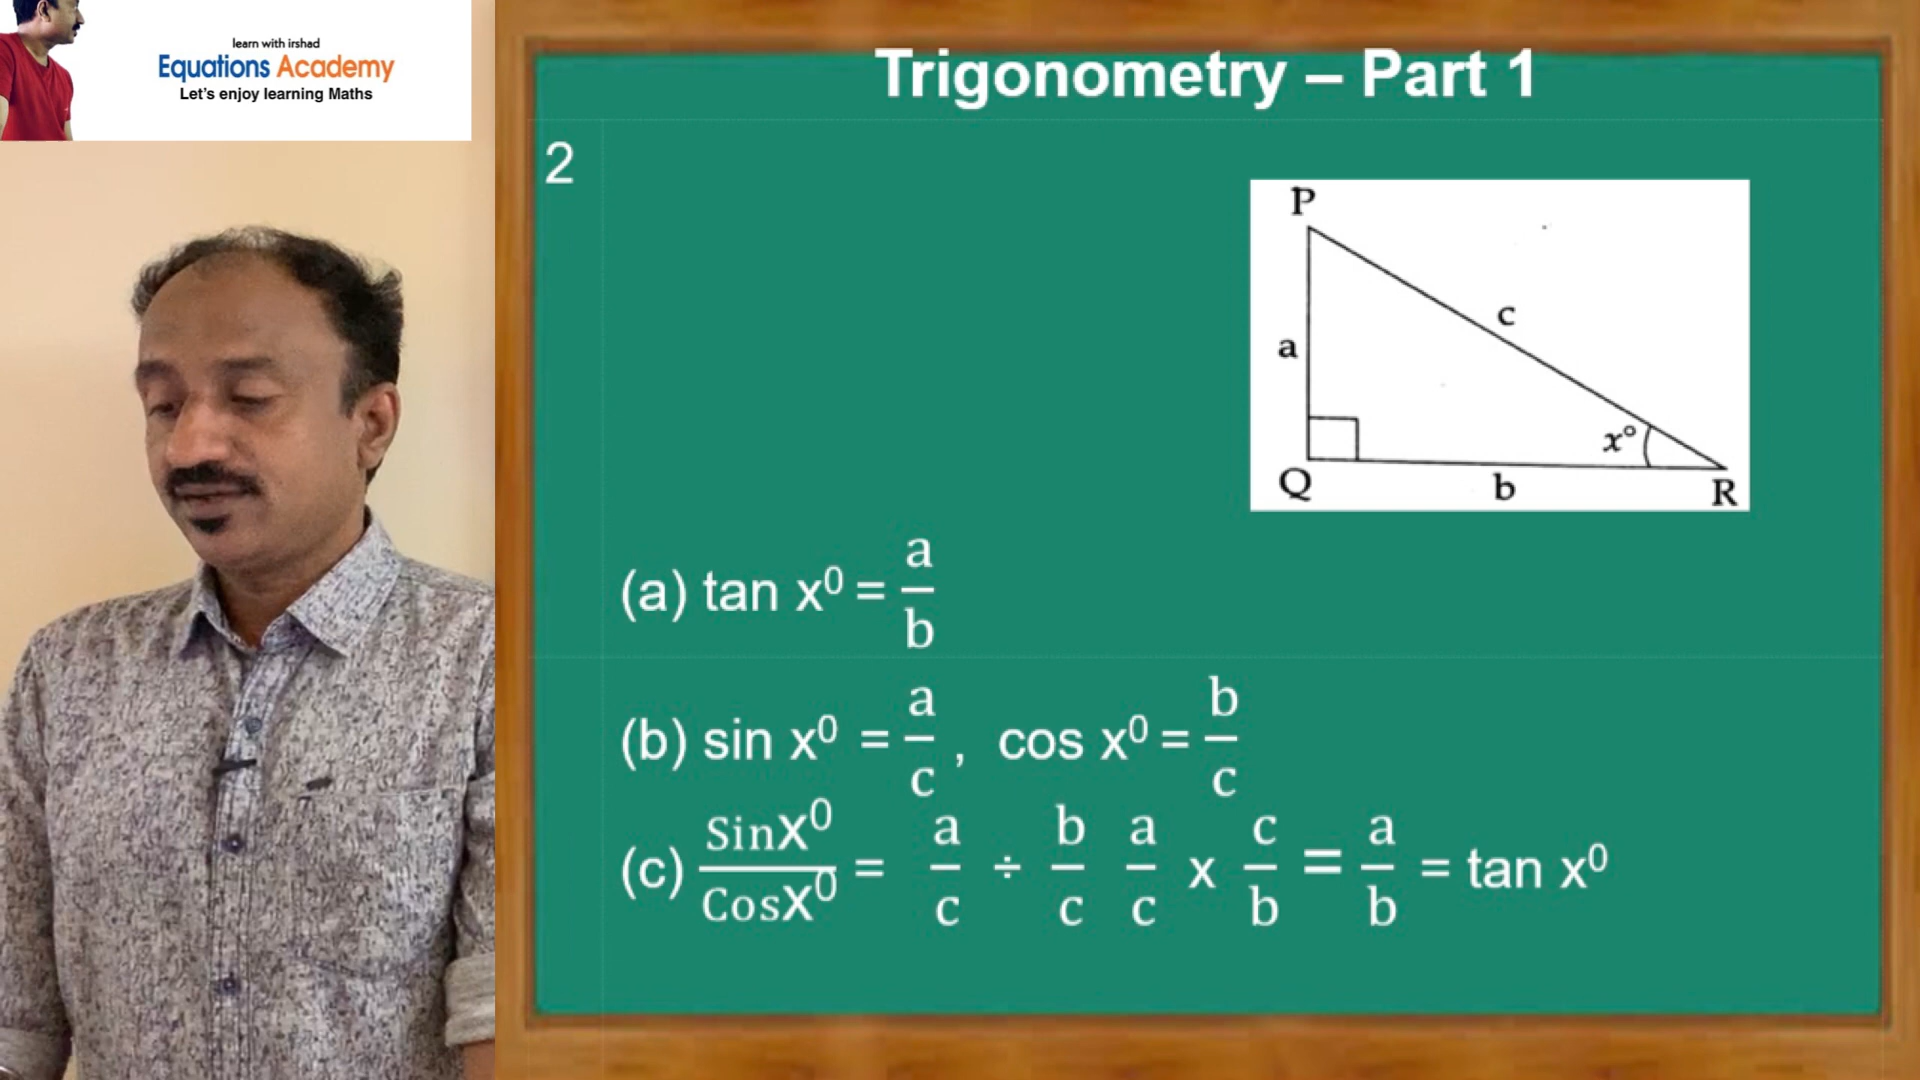 learn with irshad
Equations Academy
Let's enjoy learning Maths
Trigonometry – Part 1
2
P
c
a
x°
Q
b
R
(a) tan x⁰ = a/b
(b) sin x⁰ = a/c , cos x⁰ = b/c
(c) Sinx⁰/Cosx⁰ = a/c ÷ b/c a/c x c/b = a/b = tan x⁰